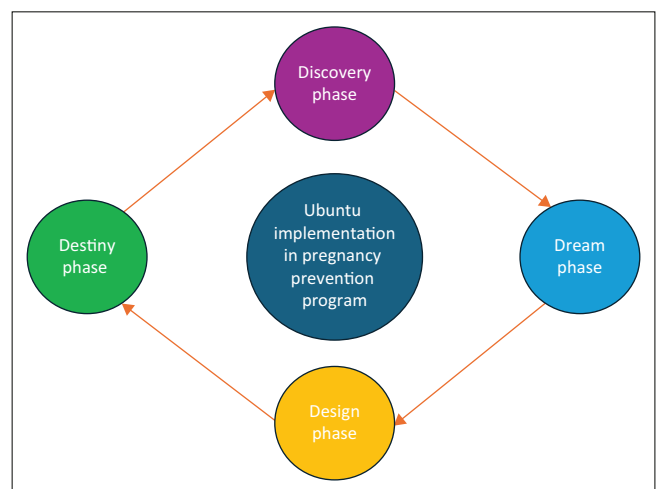 Discovery
phase
Destiny
phase
Ubuntu
implementation
in pregnancy
prevention
program
Dream
phase
Design
phase